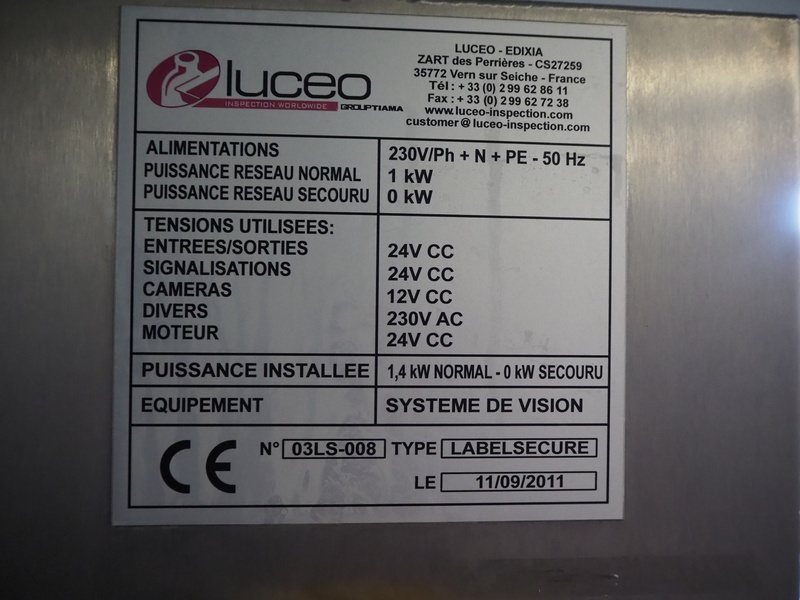 luceo
INSPECTION WORLDWIDE GROUPTIAMA
LUCEO - EDIXIA
ZART des Perrières - CS27259
35772 Vern sur Seiche - France
Tél : + 33 (0) 2 99 62 86 11
Fax : + 33 (0) 2 99 62 72 38
www.luceo-inspection.com
customer @ luceo-inspection.com
ALIMENTATIONS 230V/Ph + N + PE - 50 Hz
PUISSANCE RESEAU NORMAL 1 kW
PUISSANCE RESEAU SECOURU 0 kW
TENSIONS UTILISEES:
ENTREES/SORTIES 24V CC
SIGNALISATIONS 24V CC
CAMERAS 12V CC
DIVERS 230V AC
MOTEUR 24V CC
PUISSANCE INSTALLEE 1,4 kW NORMAL - 0 kW SECOURU
EQUIPEMENT SYSTEME DE VISION
CE N° 03LS-008 TYPE LABELSECURE
LE 11/09/2011